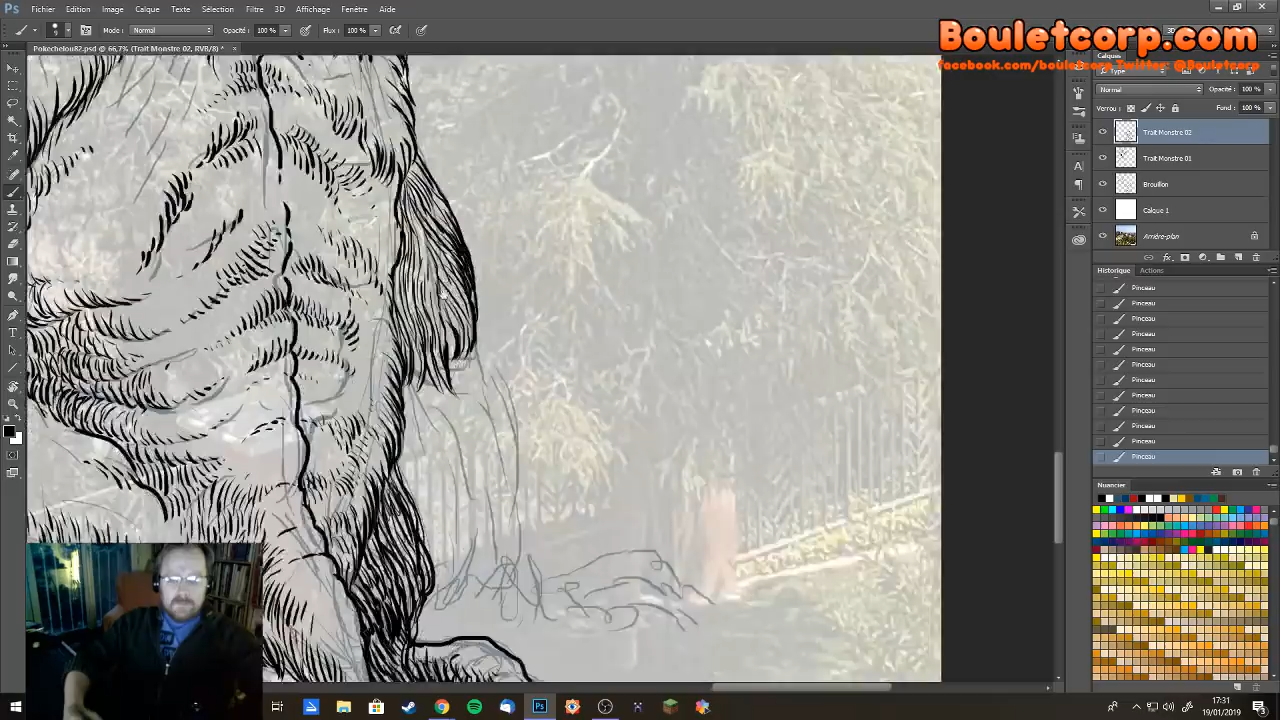 Ps Fichier Edition Image Calque Texte Sélection Filtre 3D Affichage Fenêtre Aide
Mode : Normal Opacité : 100 % Flux : 100 %
Pokechelou82.psd @ 66,7% (Trait Monstre 02, RVB/8) * ×
Bouletcorp.com
facebook.com/bouletcorp Twitter: @Bouletcorp
Calques
Type
Normal Opacité : 100 %
Verrou : Fond : 100 %
Trait Monstre 02
Trait Monstre 01
Brouillon
Calque 1
Arrière-plan
fx
Historique Actions
Pinceau
Pinceau
Pinceau
Pinceau
Pinceau
Pinceau
Pinceau
Pinceau
Pinceau
Pinceau
Pinceau
Pinceau
Nuancier
17:31
19/01/2019